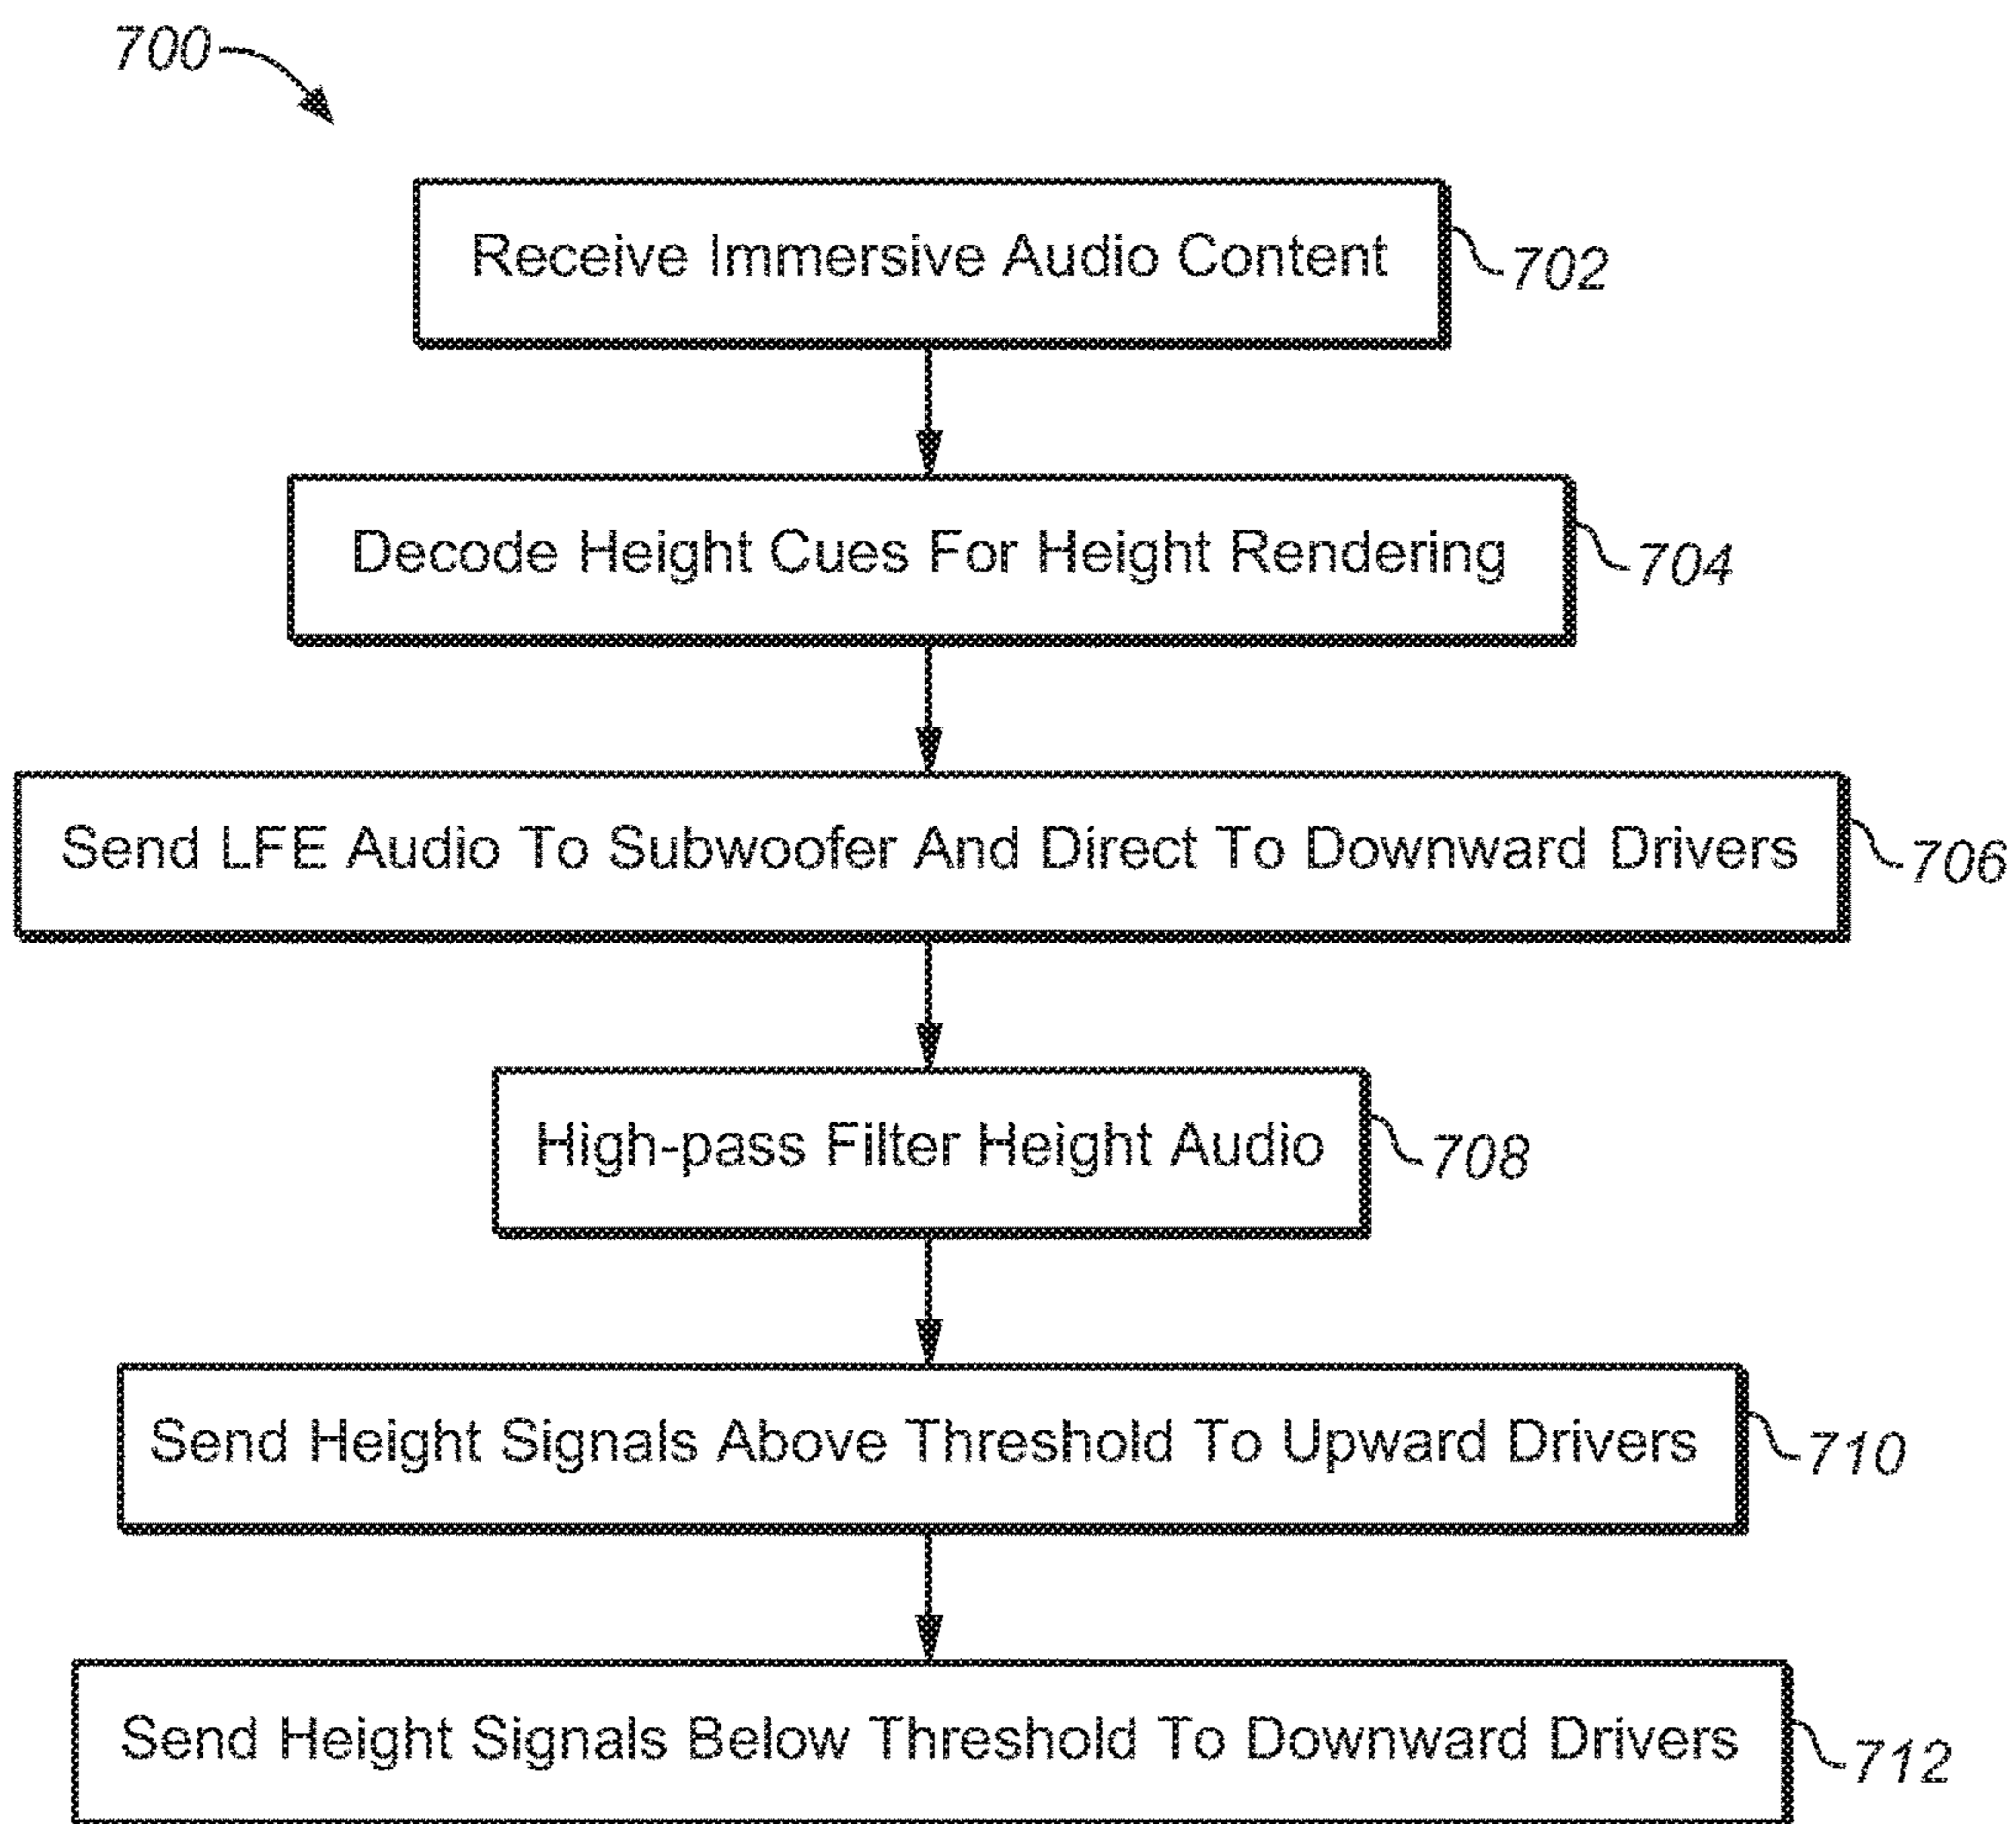 700
Receive Immersive Audio Content
702
Decode Height Cues For Height Rendering
704
Send LFE Audio To Subwoofer And Direct To Downward Drivers
706
High-pass Filter Height Audio
708
Send Height Signals Above Threshold To Upward Drivers
710
Send Height Signals Below Threshold To Downward Drivers
712